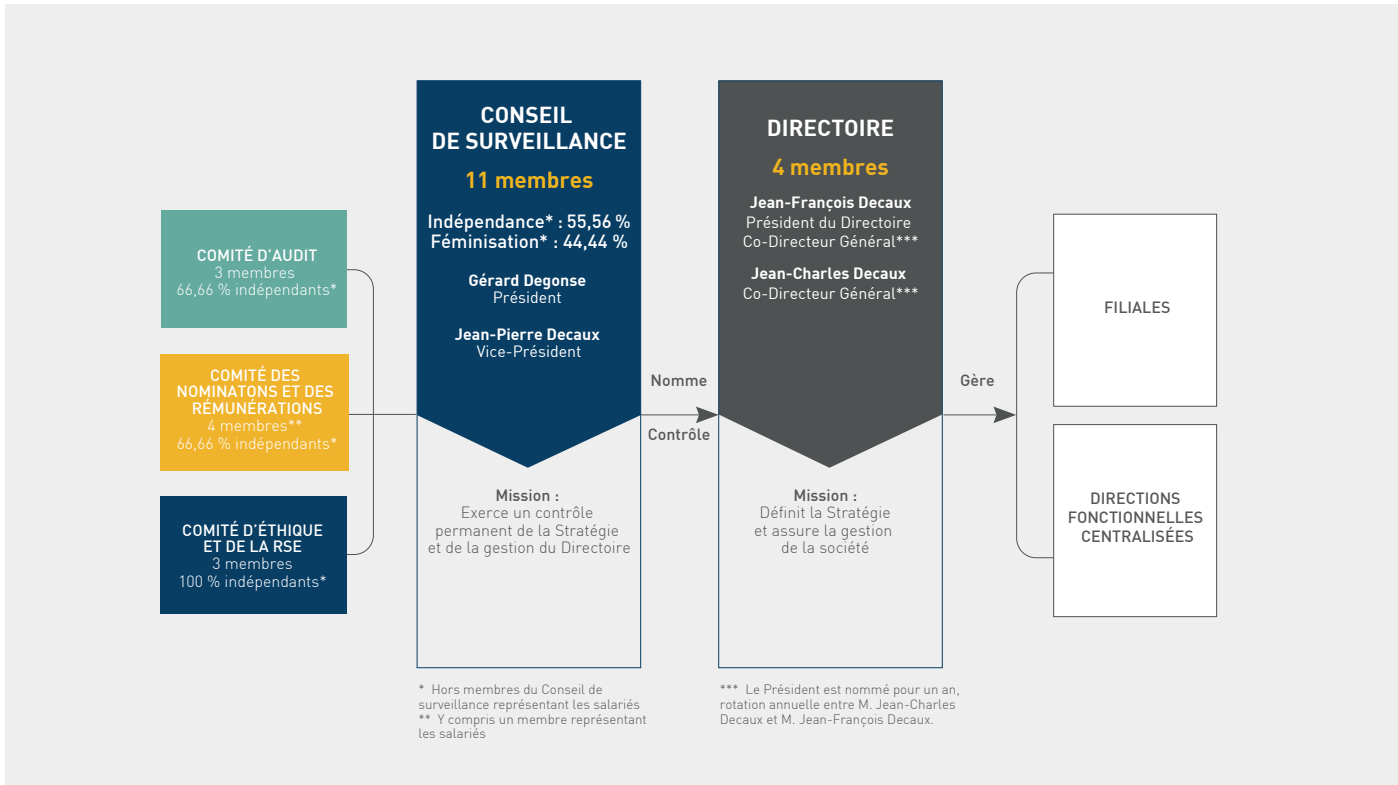 COMITÉ D'AUDIT
3 membres
66,66 % indépendants*
COMITÉ DES
NOMINATONS ET DES
RÉMUNÉRATIONS
4 membres**
66,66 % indépendants*
COMITÉ D'ÉTHIQUE
ET DE LA RSE
3 membres
100 % indépendants*
CONSEIL
DE SURVEILLANCE
11 membres
Indépendance* : 55,56 %
Féminisation* : 44,44 %
Gérard Degonse
Président
Jean-Pierre Decaux
Vice-Président
Mission :
Exerce un contrôle
permanent de la Stratégie
et de la gestion du Directoire
* Hors membres du Conseil de
surveillance représentant les salariés
** Y compris un membre représentant
les salariés
Nomme
Contrôle
DIRECTOIRE
4 membres
Jean-François Decaux
Président du Directoire
Co-Directeur Général***
Jean-Charles Decaux
Co-Directeur Général***
Mission :
Définit la Stratégie
et assure la gestion
de la société
*** Le Président est nommé pour un an,
rotation annuelle entre M. Jean-Charles
Decaux et M. Jean-François Decaux.
Gère
FILIALES
DIRECTIONS
FONCTIONNELLES
CENTRALISÉES